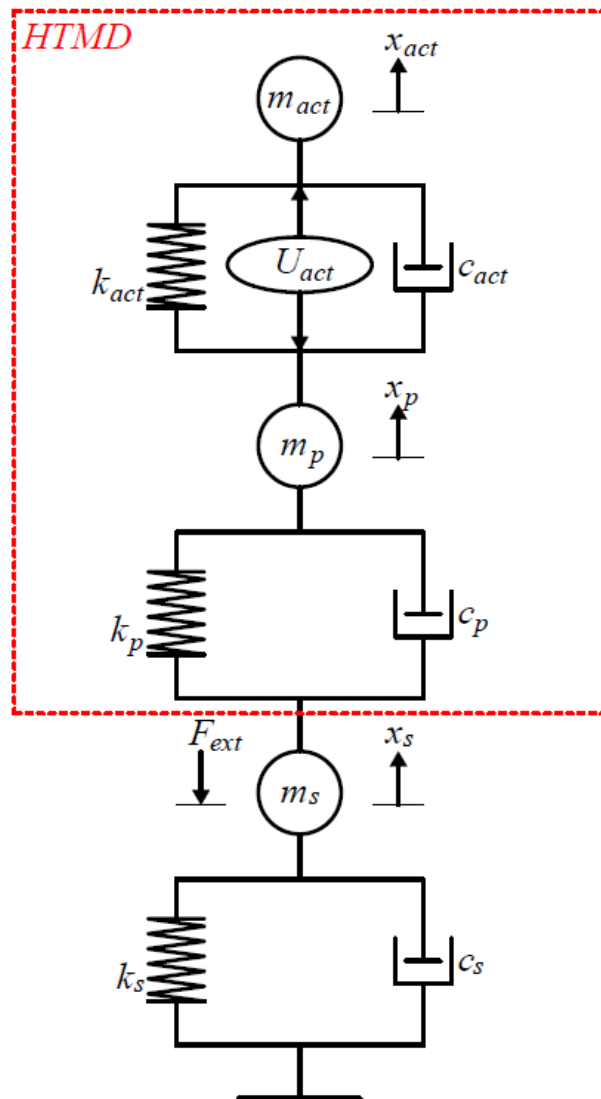 HTMD
x_act
m_act
k_act
U_act
c_act
x_p
m_p
k_p
c_p
F_ext
x_s
m_s
k_s
c_s